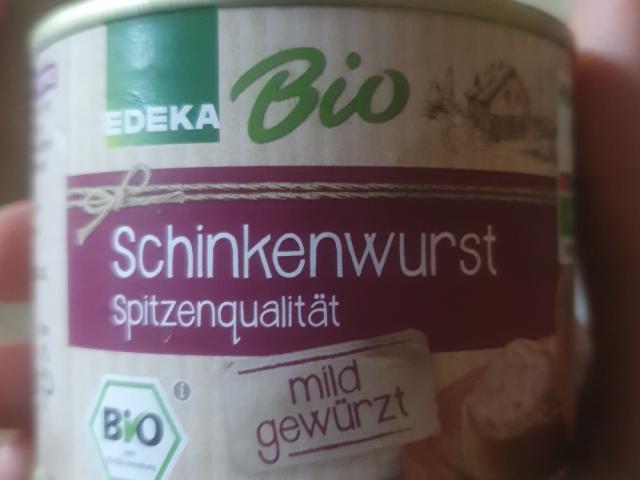 EDEKA
Bio
Schinkenwurst
Spitzenqualität
mild
gewürzt
BiO